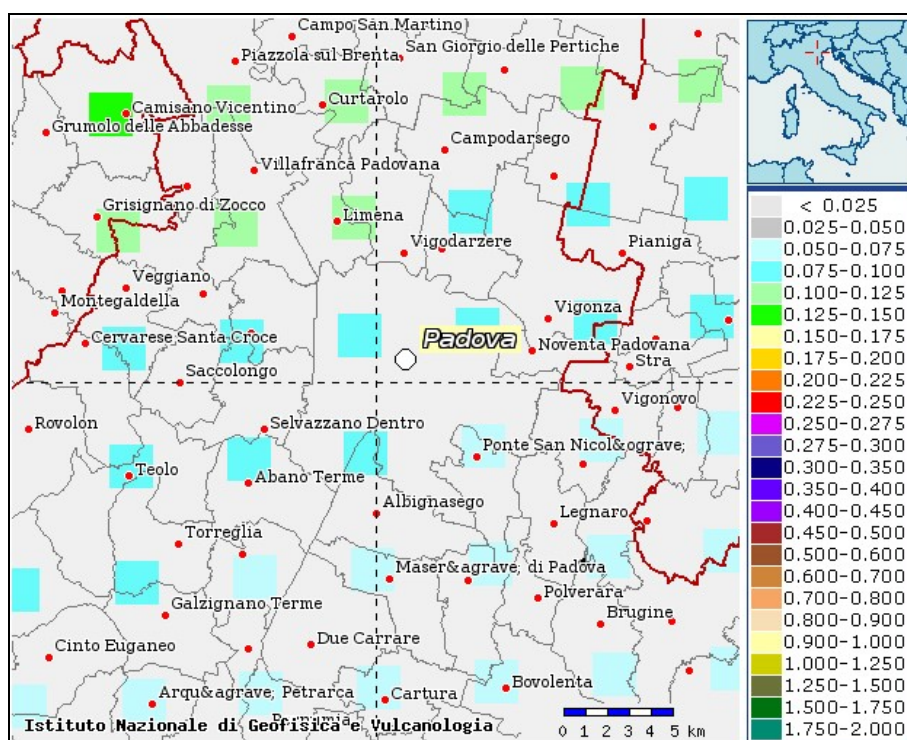 Campo San Martino
Piazzola sul Brenta
San Giorgio delle Pertiche
Camisano Vicentino
Curtarolo
Grumolo delle Abbadesse
Campodarsego
Villafranca Padovana
Grisignano di Zocco
Limena
Vigodarzere
Pianiga
Veggiano
Montegaldella
Vigonza
Cervarese Santa Croce
Padova
Noventa Padovana
Saccolongo
Stra
Vigonovo
Rovolon
Selvazzano Dentro
Ponte San Nicol&ograve;
Teolo
Abano Terme
Albignasego
Legnaro
Torreglia
Maser&agrave; di Padova
Polverara
Galzignano Terme
Brugine
Cinto Euganeo
Due Carrare
Arqu&agrave; Petrarca
Cartura
Bovolenta
Istituto Nazionale di Geofisica e Vulcanologia
0 1 2 3 4 5 km
< 0.025
0.025-0.050
0.050-0.075
0.075-0.100
0.100-0.125
0.125-0.150
0.150-0.175
0.175-0.200
0.200-0.225
0.225-0.250
0.250-0.275
0.275-0.300
0.300-0.350
0.350-0.400
0.400-0.450
0.450-0.500
0.500-0.600
0.600-0.700
0.700-0.800
0.800-0.900
0.900-1.000
1.000-1.250
1.250-1.500
1.500-1.750
1.750-2.000